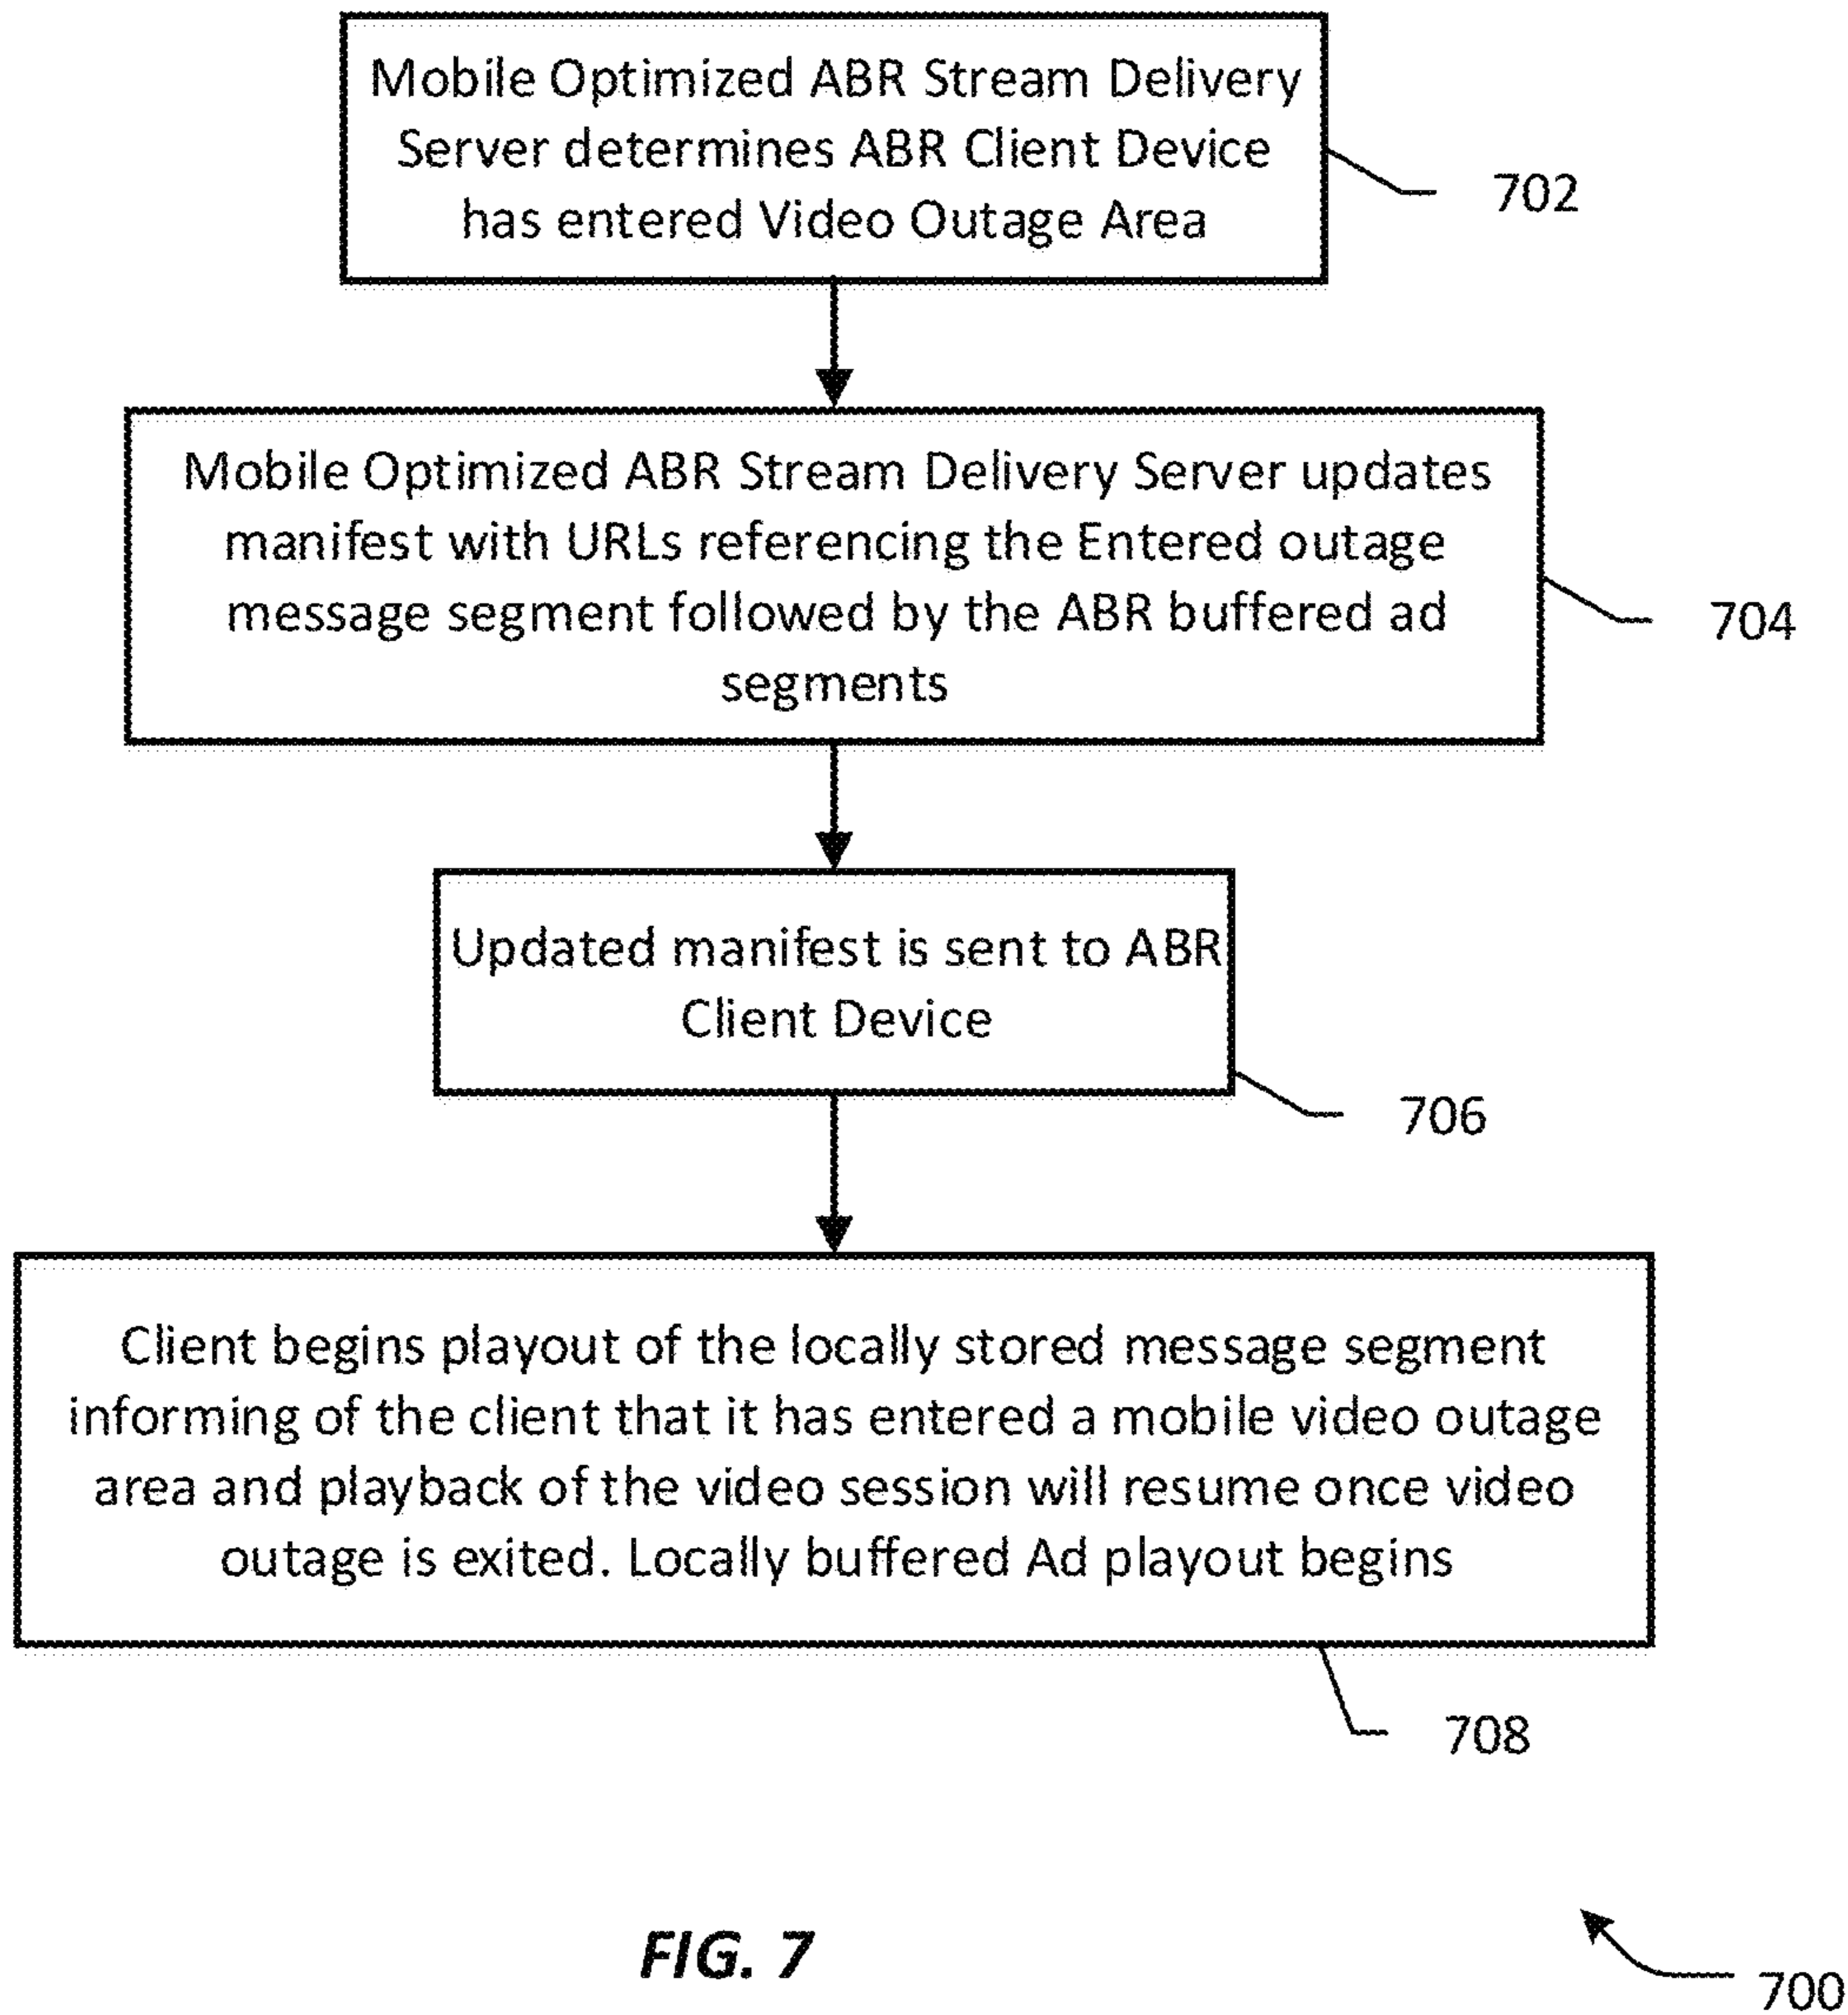 Mobile Optimized ABR Stream Delivery
Server determines ABR Client Device
has entered Video Outage Area
702
Mobile Optimized ABR Stream Delivery Server updates
manifest with URLs referencing the Entered outage
message segment followed by the ABR buffered ad
segments
704
Updated manifest is sent to ABR
Client Device
706
Client begins playout of the locally stored message segment
informing of the client that it has entered a mobile video outage
area and playback of the video session will resume once video
outage is exited. Locally buffered Ad playout begins
708
FIG. 7
700